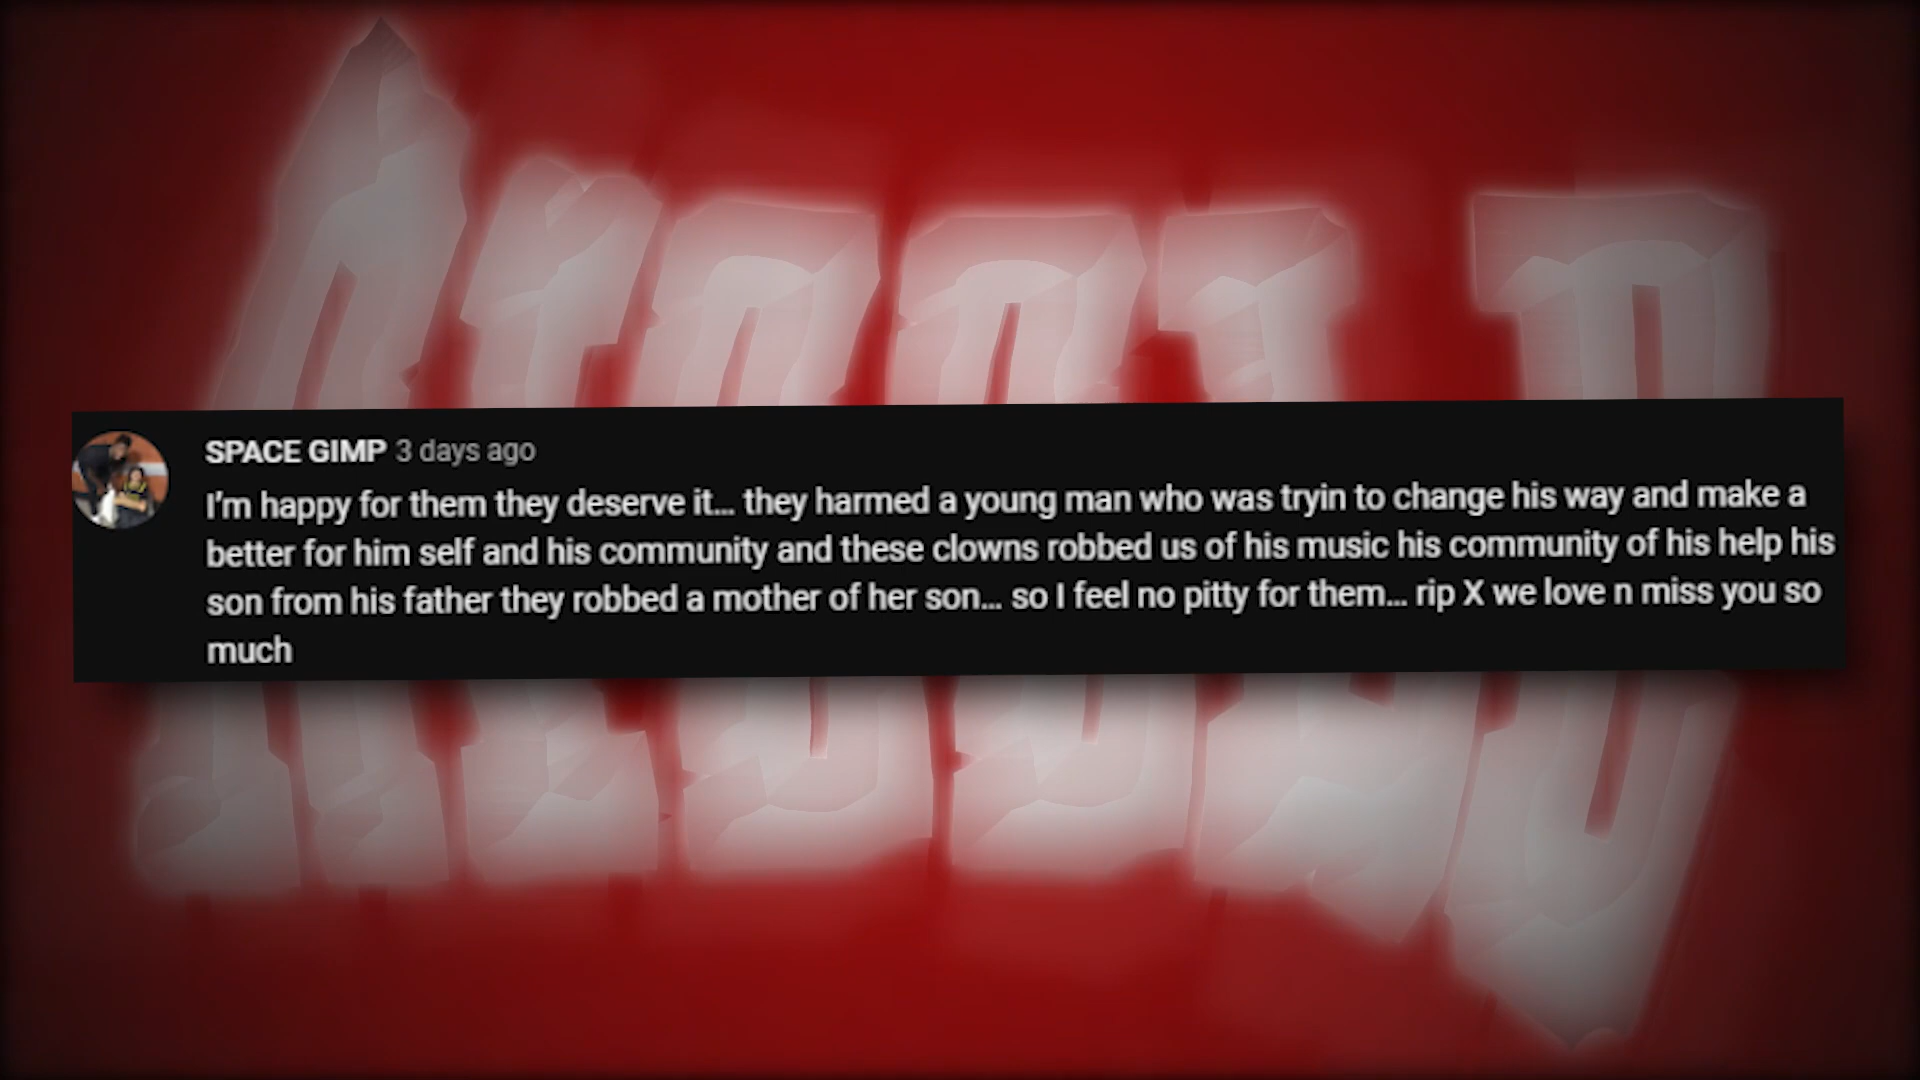 SPACE GIMP 3 days ago
I'm happy for them they deserve it... they harmed a young man who was tryin to change his way and make a
better for him self and his community and these clowns robbed us of his music his community of his help his
son from his father they robbed a mother of her son... so I feel no pitty for them... rip X we love n miss you so
much